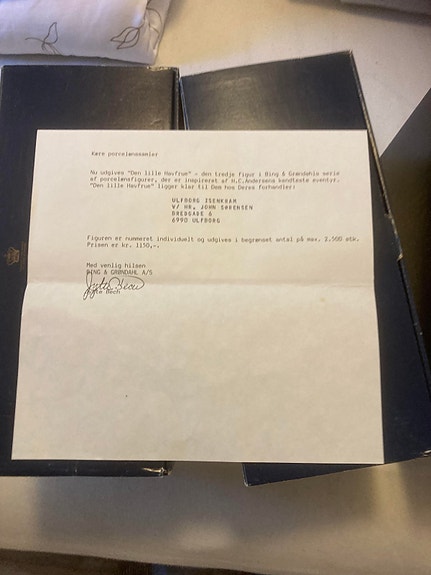 Kære porcelænssamler
Nu udgives "Den lille Havfrue" - den tredje figur i Bing & Grøndahls serie
af porcelænsfigurer, der er inspireret af H.C.Andersens kendteste eventyr.
"Den lille Havfrue" ligger klar til Dem hos Deres forhandler:
ULFBORG ISENKRAM
V/ HR. JOHN SØRENSEN
BREDGADE 6
6990 ULFBORG
Figuren er nummeret individuelt og udgives i begrænset antal på max. 2.500 stk.
Prisen er kr. 1150,-.
Med venlig hilsen
BING & GRØNDAHL A/S
Jytte Bech